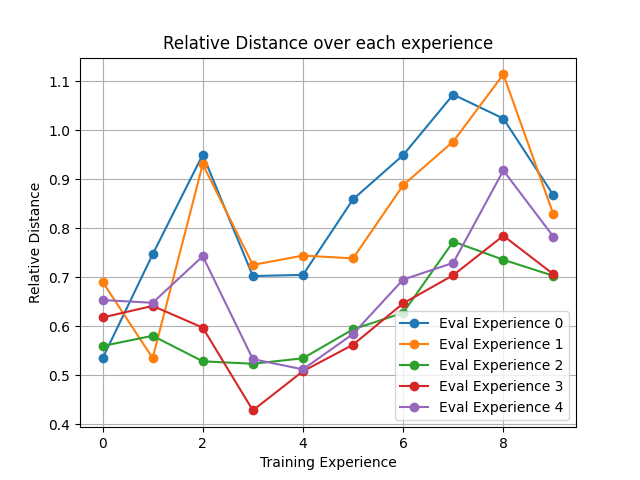 Relative Distance over each experience
Relative Distance
1.1
1.0
0.9
0.8
0.7
0.6
0.5
0.4
0
2
4
6
8
Training Experience
Eval Experience 0
Eval Experience 1
Eval Experience 2
Eval Experience 3
Eval Experience 4